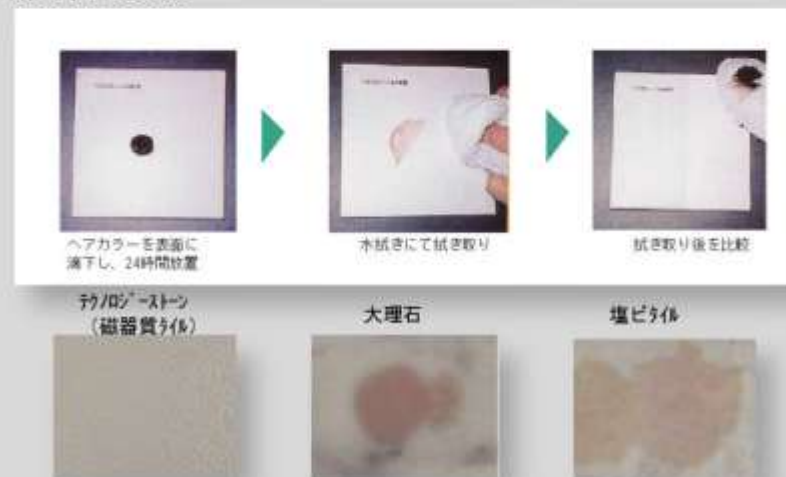 ヘアカラーを表面に
滴下し、24時間放置
水拭きにて拭き取り
拭き取り後を比較
ﾃｸﾉﾛｼﾞｰｽﾄｰﾝ
（磁器質ﾀｲﾙ）
大理石
塩ビﾀｲﾙ